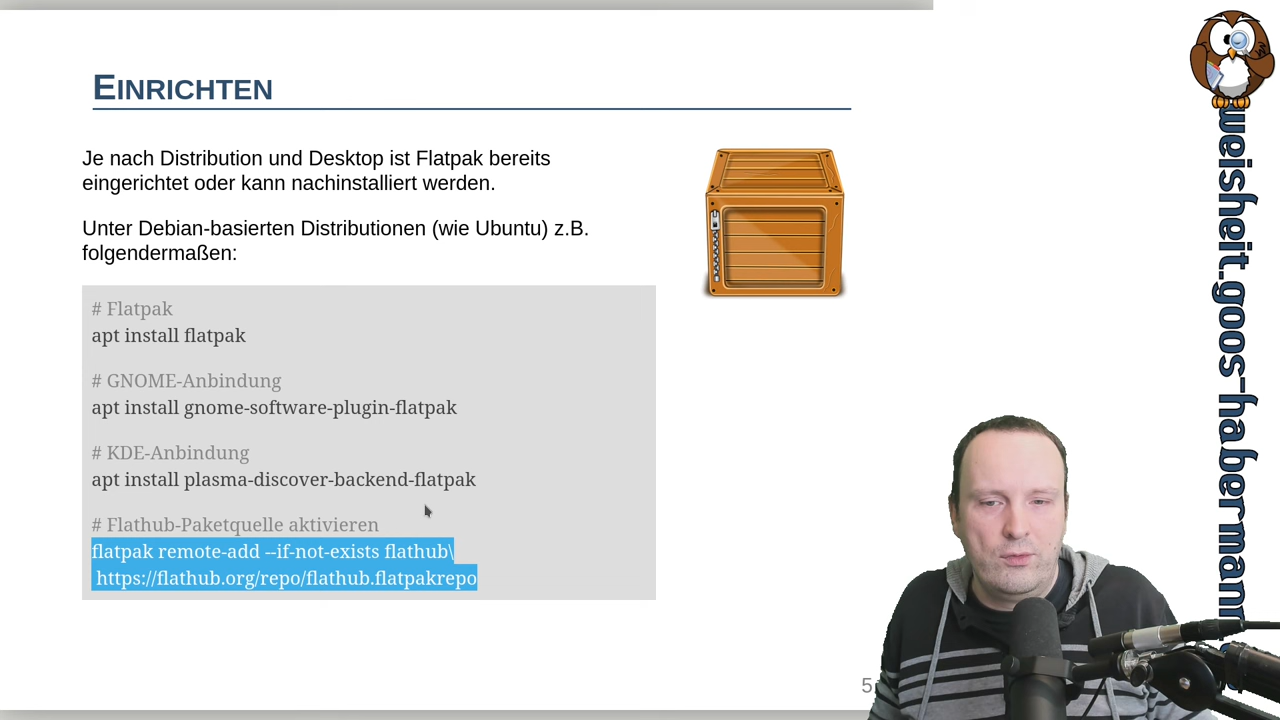 EINRICHTEN
Je nach Distribution und Desktop ist Flatpak bereits
eingerichtet oder kann nachinstalliert werden.
Unter Debian-basierten Distributionen (wie Ubuntu) z.B.
folgendermaßen:
# Flatpak
apt install flatpak
# GNOME-Anbindung
apt install gnome-software-plugin-flatpak
# KDE-Anbindung
apt install plasma-discover-backend-flatpak
# Flathub-Paketquelle aktivieren
flatpak remote-add --if-not-exists flathub\
https://flathub.org/repo/flathub.flatpakrepo
5